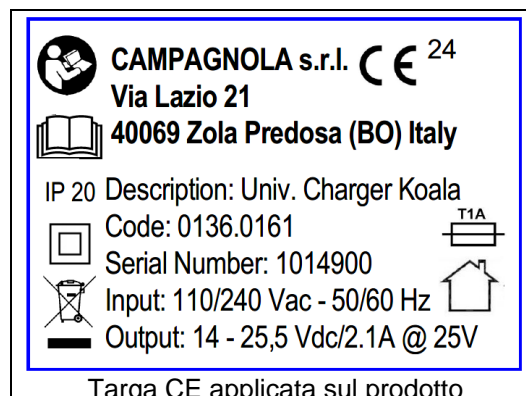 CAMPAGNOLA s.r.l. CE 24
Via Lazio 21
40069 Zola Predosa (BO) Italy
IP 20 Description: Univ. Charger Koala
Code: 0136.0161
T1A
Serial Number: 1014900
Input: 110/240 Vac - 50/60 Hz
Output: 14 - 25,5 Vdc/2.1A @ 25V
Targa CE applicata sul prodotto